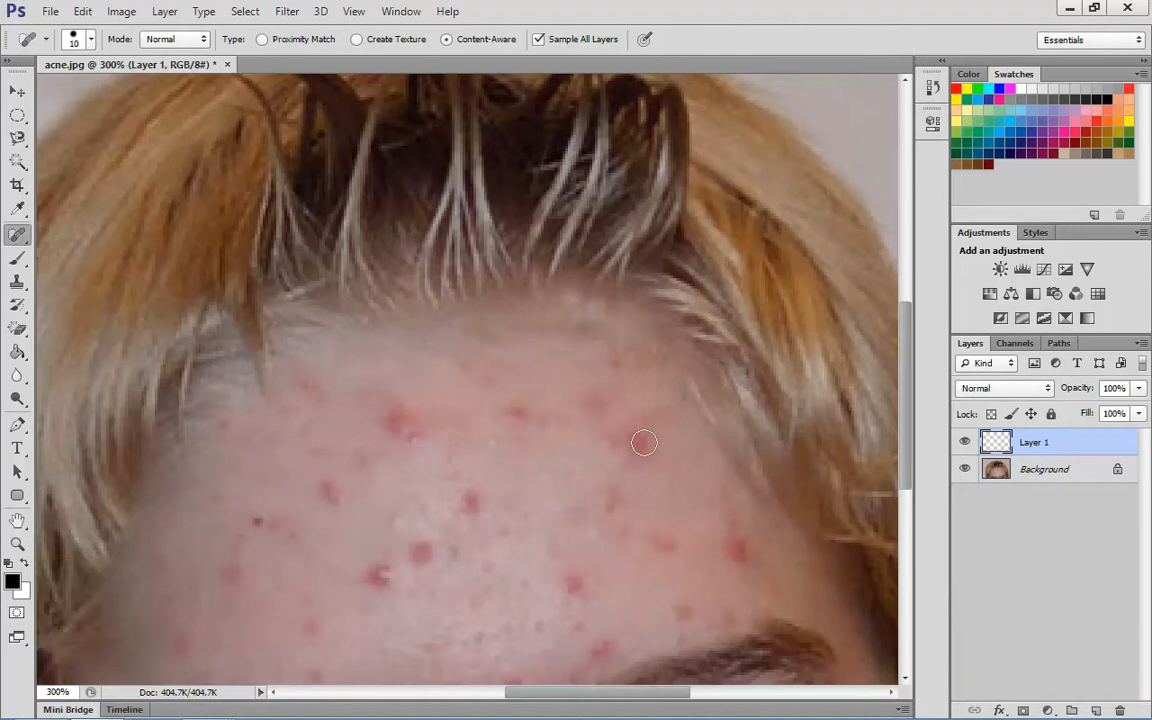 Ps File Edit Image Layer Type Select Filter 3D View Window Help
10 Mode: Normal Type: Proximity Match Create Texture Content-Aware Sample All Layers Essentials
acne.jpg @ 300% (Layer 1, RGB/8#) * ×
Color Swatches
Adjustments Styles
Add an adjustment
Layers Channels Paths
Kind
Normal Opacity: 100%
Lock: Fill: 100%
Layer 1
Background
300% Doc: 404.7K/404.7K
Mini Bridge Timeline